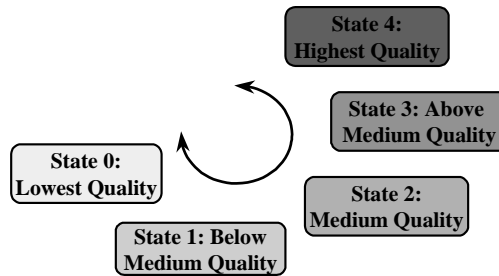 State 4:
Highest Quality
State 3: Above
Medium Quality
State 0:
Lowest Quality
State 2:
Medium Quality
State 1: Below
Medium Quality